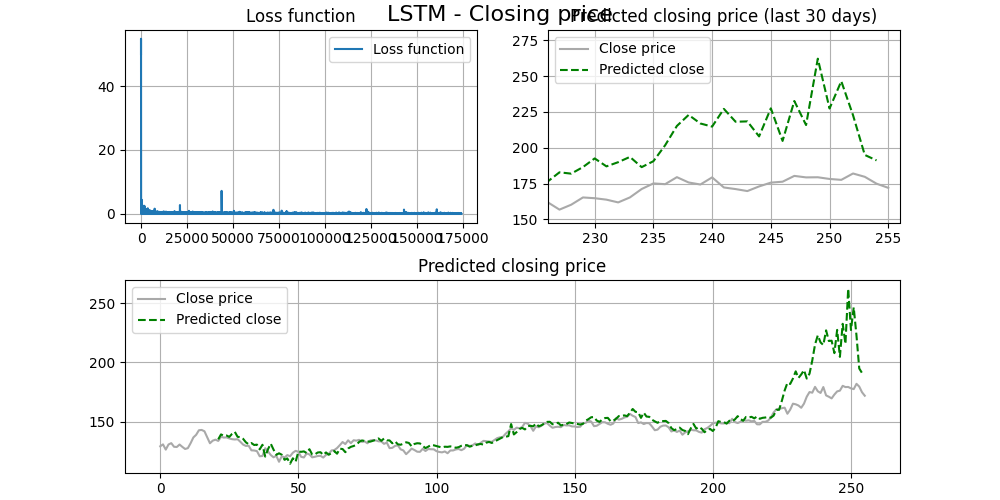 LSTM - Closing price
Loss function
Predicted closing price (last 30 days)
Loss function
40
20
0
0 25000 50000 75000 100000 125000 150000 175000
Close price
Predicted close
275
250
225
200
175
150
230 235 240 245 250 255
Predicted closing price
Close price
Predicted close
250
200
150
0 50 100 150 200 250